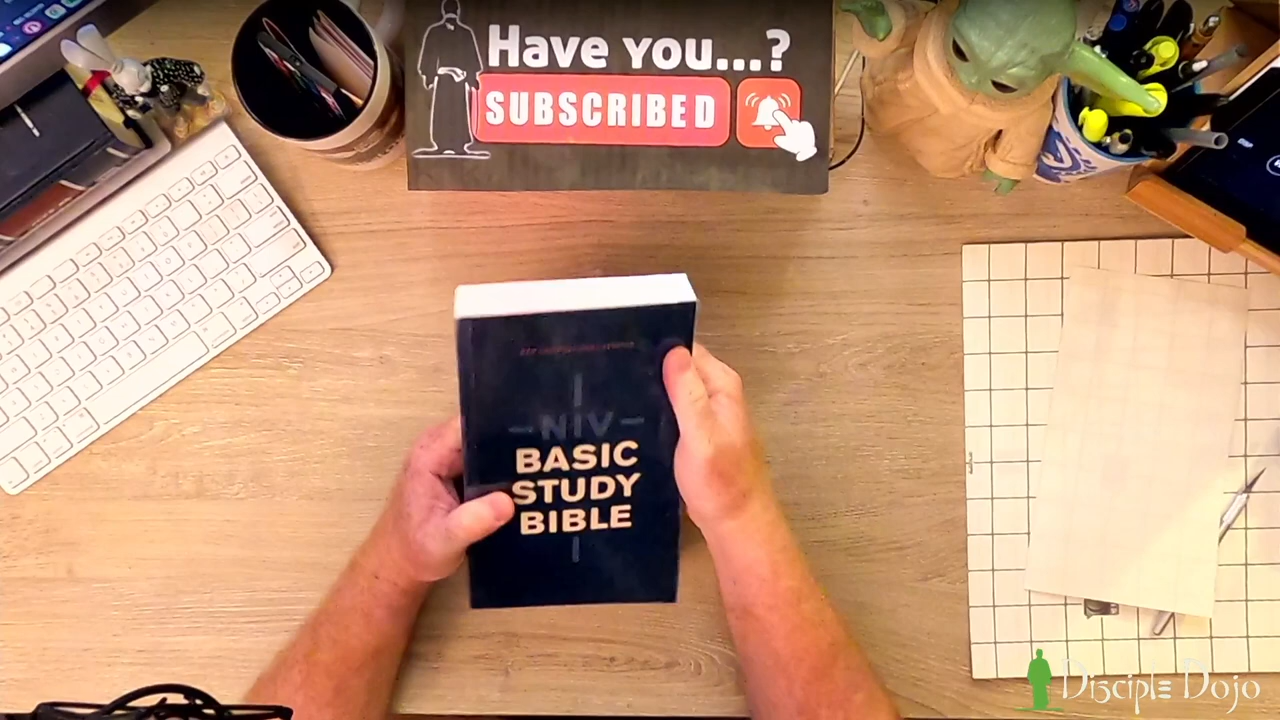 Have you...?
SUBSCRIBED
NIV
BASIC
STUDY
BIBLE
Disciple Dojo